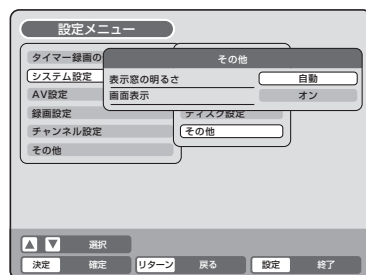 設定メニュー
タイマー録画の
システム設定
AV設定
録画設定
チャンネル設定
その他
その他
表示窓の明るさ 自動
画面表示 オン
ディスク設定
その他
▲ ▼ 選択
決定 確定 リターン 戻る 設定 終了